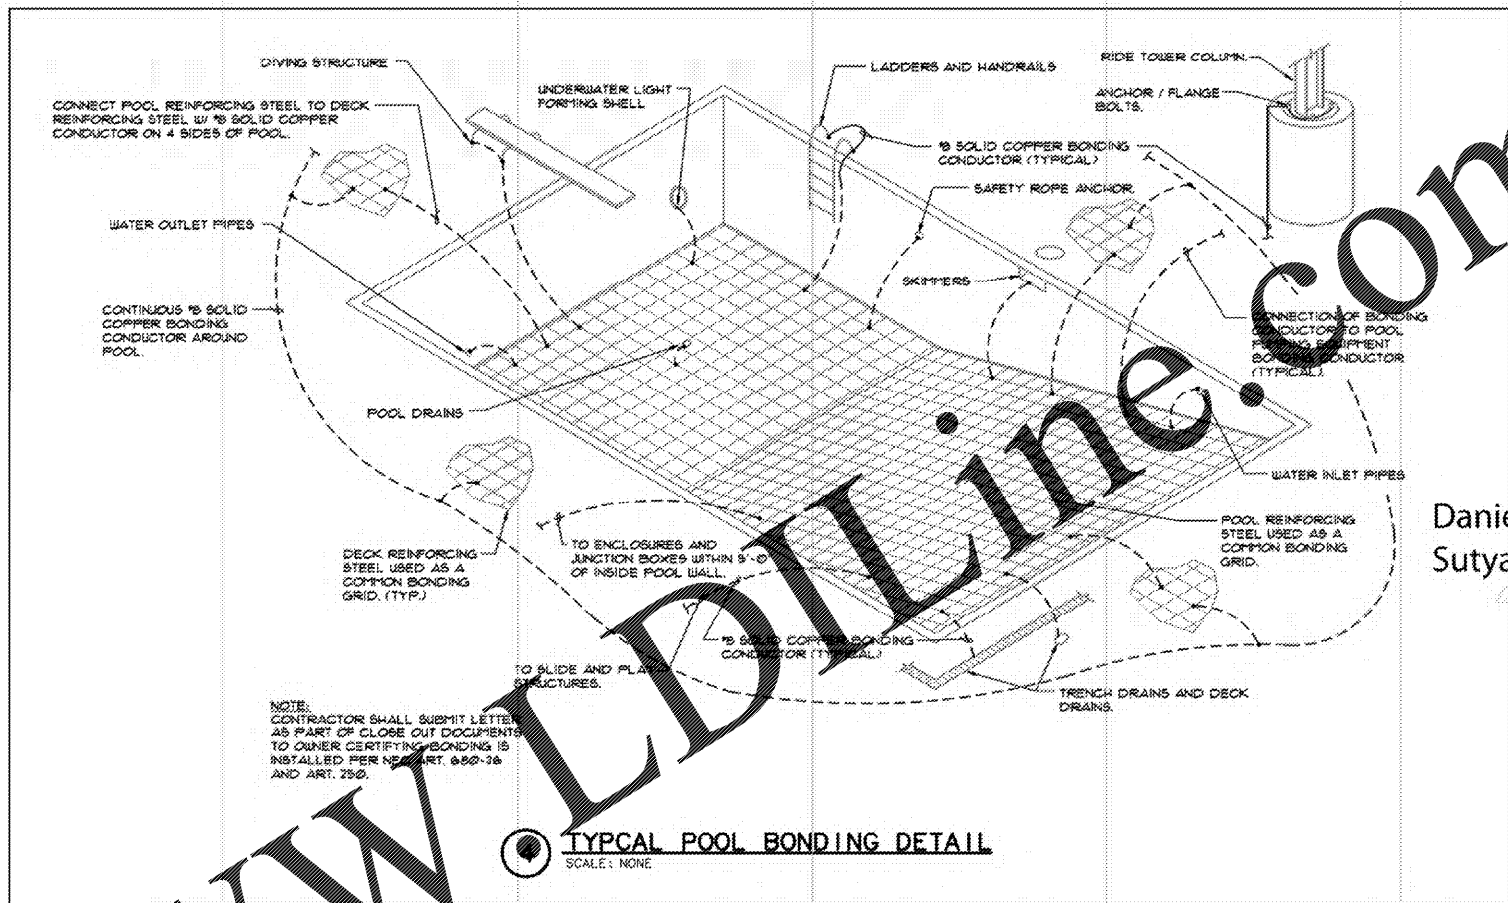 DIVING STRUCTURE
CONNECT POOL REINFORCING STEEL TO DECK
REINFORCING STEEL W/ #8 SOLID COPPER
CONDUCTOR ON 4 SIDES OF POOL.
UNDERWATER LIGHT
FORMING SHELL
LADDERS AND HANDRAILS
RIDE TOWER COLUMN.
ANCHOR / FLANGE
BOLTS.
#8 SOLID COPPER BONDING
CONDUCTOR (TYPICAL)
SAFETY ROPE ANCHOR.
WATER OUTLET PIPES
SKIMMERS
CONTINUOUS #8 SOLID
COPPER BONDING
CONDUCTOR AROUND
POOL.
CONNECTION OF BONDING
CONDUCTOR TO POOL
PUMPING EQUIPMENT
BONDING CONDUCTOR
(TYPICAL).
POOL DRAINS
WATER INLET PIPES
POOL REINFORCING
STEEL USED AS A
COMMON BONDING
GRID.
Danie
Sutya
DECK REINFORCING
STEEL USED AS A
COMMON BONDING
GRID. (TYP.)
TO ENCLOSURES AND
JUNCTION BOXES WITHIN 5'-0"
OF INSIDE POOL WALL.
#8 SOLID COPPER BONDING
CONDUCTOR (TYPICAL)
TO SLIDE AND PLAY
STRUCTURES.
TRENCH DRAINS AND DECK
DRAINS.
NOTE:
CONTRACTOR SHALL SUBMIT LETTER
AS PART OF CLOSE OUT DOCUMENTS
TO OWNER CERTIFYING BONDING IS
INSTALLED PER NEC ART. 680-26
AND ART. 250.
4 TYPCAL POOL BONDING DETAIL
SCALE: NONE
W LDILine.com